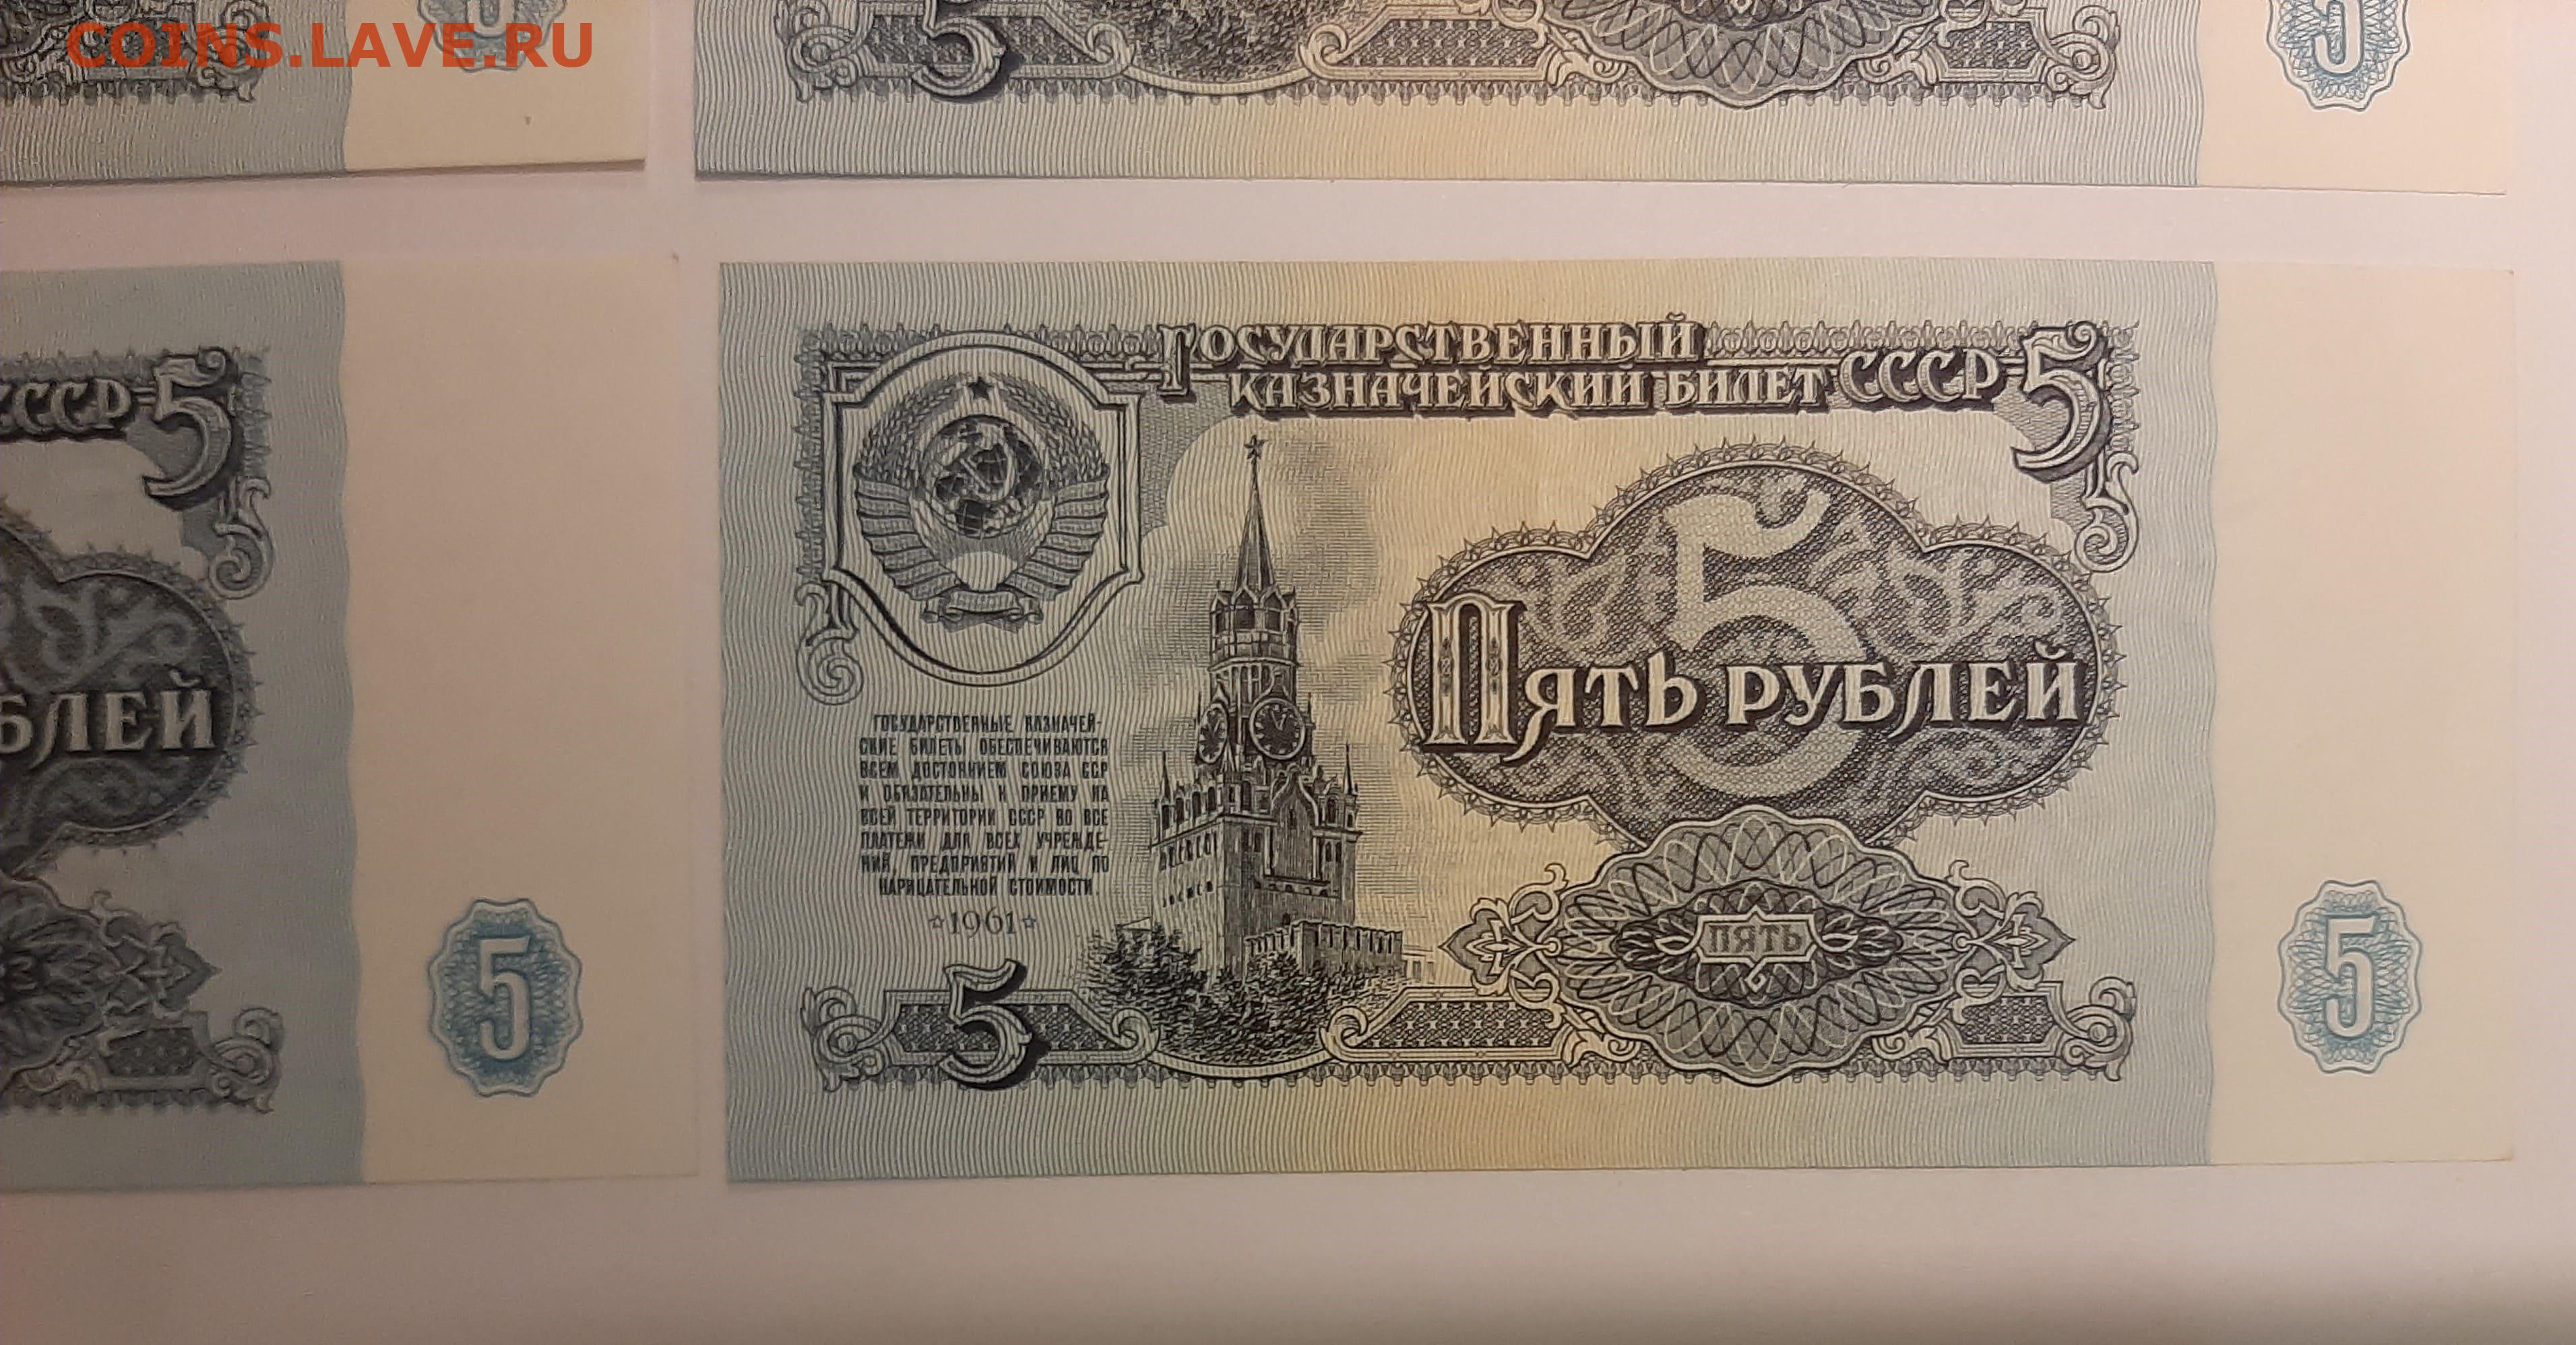 COINS.LAVE.RU
5
5
5
СССР 5
БЛЕЙ
5
ГОСУДАРСТВЕННЫЙ
КАЗНАЧЕЙСКИЙ БИЛЕТ СССР 5
5
ПЯТЬ РУБЛЕЙ
ГОСУДАРСТВЕННЫЕ КАЗНАЧЕЙ-
СКИЕ БИЛЕТЫ ОБЕСПЕЧИВАЮТСЯ
ВСЕМ ДОСТОЯНИЕМ СОЮЗА ССР
И ОБЯЗАТЕЛЬНЫ К ПРИЕМУ НА
ВСЕЙ ТЕРРИТОРИИ СССР ВО ВСЕ
ПЛАТЕЖИ ДЛЯ ВСЕХ УЧРЕЖДЕ-
НИЙ, ПРЕДПРИЯТИЙ И ЛИЦ ПО
НАРИЦАТЕЛЬНОЙ СТОИМОСТИ.
1961
ПЯТЬ
5
5